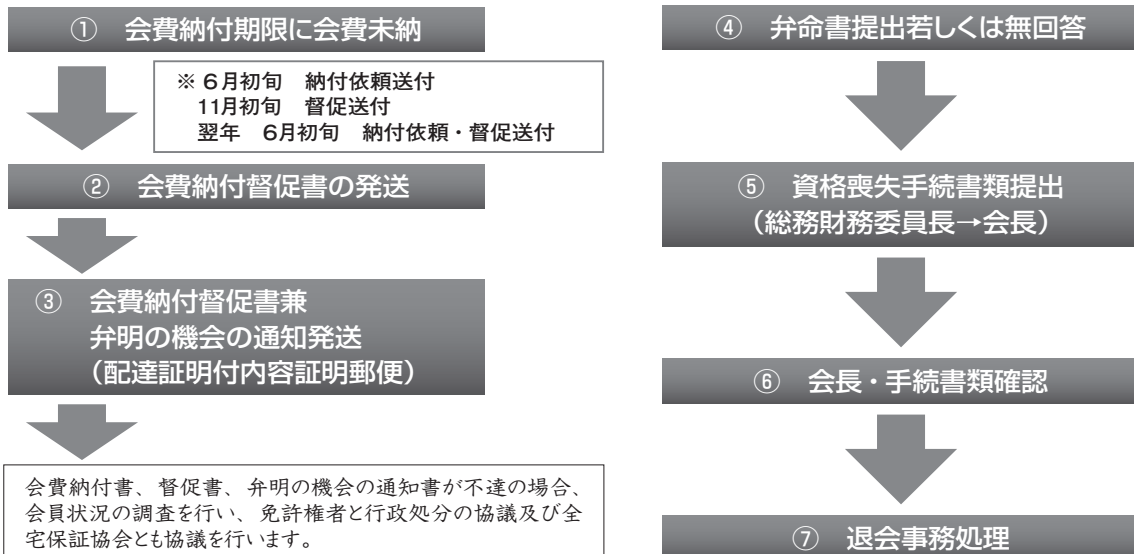 ① 会費納付期限に会費未納
※ 6月初旬 納付依頼送付
11月初旬 督促送付
翌年 6月初旬 納付依頼・督促送付
② 会費納付督促書の発送
③ 会費納付督促書兼
弁明の機会の通知発送
（配達証明付内容証明郵便）
会費納付書、督促書、弁明の機会の通知書が不達の場合、
会員状況の調査を行い、免許権者と行政処分の協議及び全
宅保証協会とも協議を行います。
④ 弁命書提出若しくは無回答
⑤ 資格喪失手続書類提出
（総務財務委員長→会長）
⑥ 会長・手続書類確認
⑦ 退会事務処理